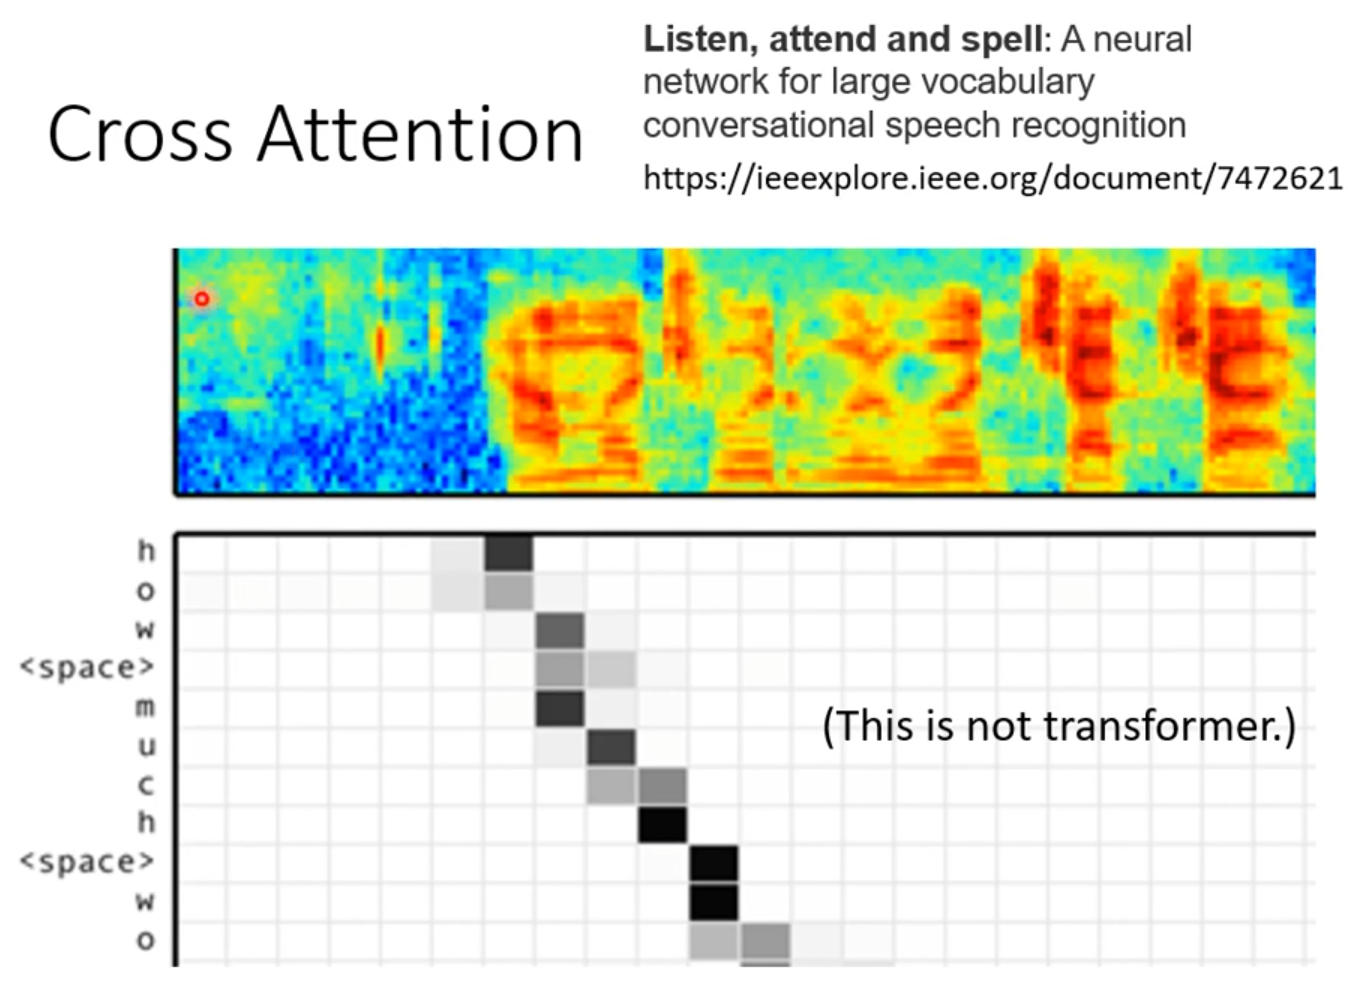 Cross Attention
Listen, attend and spell: A neural
network for large vocabulary
conversational speech recognition
https://ieeexplore.ieee.org/document/7472621
h
o
w
<space>
m
u
c
h
<space>
w
o
(This is not transformer.)